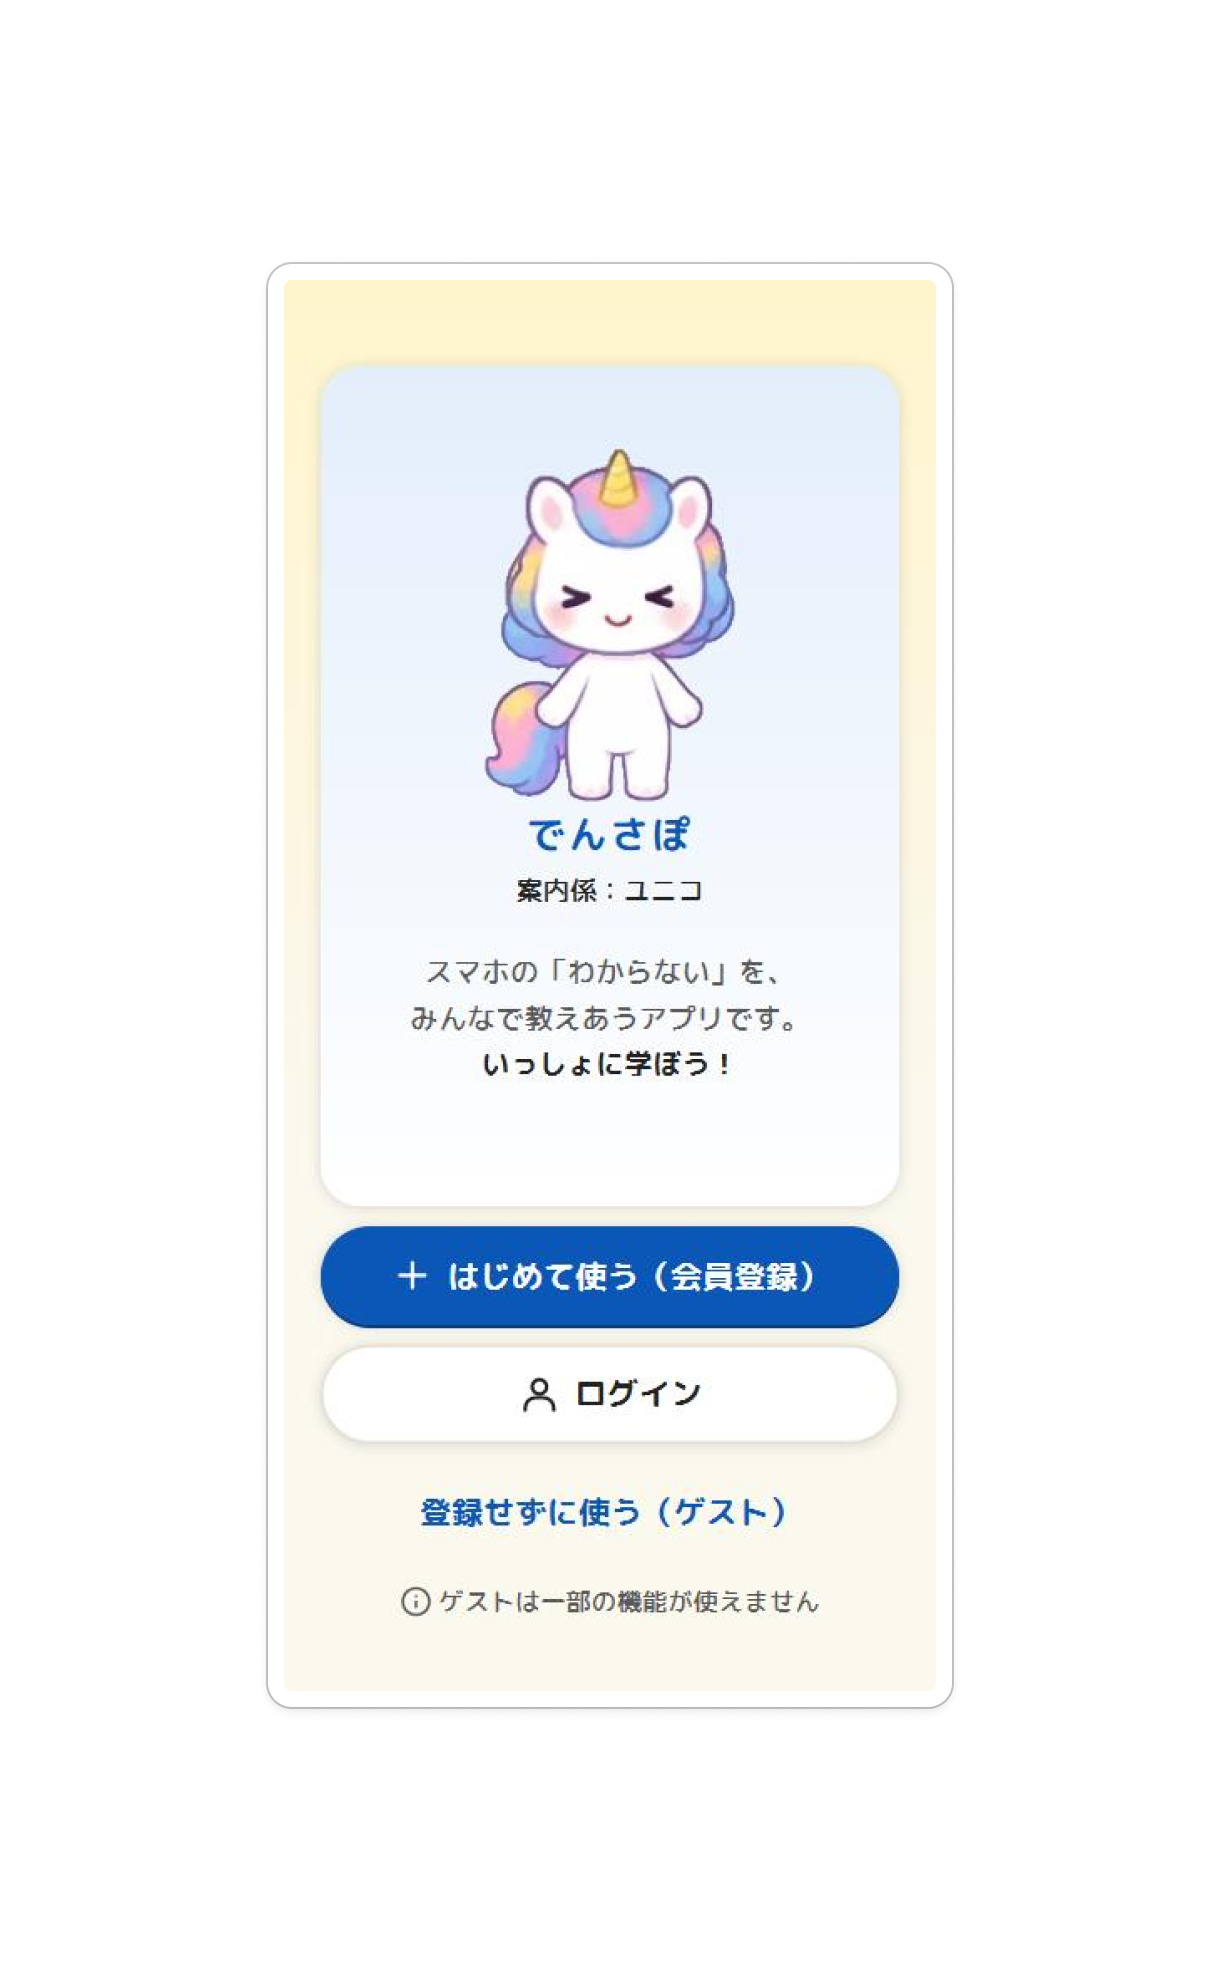 でんさぽ
案内係：ユニコ
スマホの「わからない」を、
みんなで教えあうアプリです。
いっしょに学ぼう！
はじめて使う（会員登録）
ログイン
登録せずに使う（ゲスト）
ゲストは一部の機能が使えません